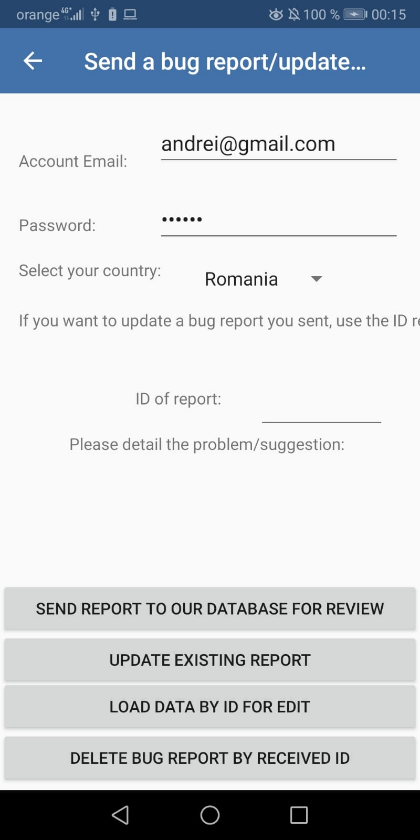 orange 4G+ 100 % 00:15
Send a bug report/update…
andrei@gmail.com
Account Email:
••••••
Password:
Select your country:
Romania
If you want to update a bug report you sent, use the ID
ID of report:
Please detail the problem/suggestion:
SEND REPORT TO OUR DATABASE FOR REVIEW
UPDATE EXISTING REPORT
LOAD DATA BY ID FOR EDIT
DELETE BUG REPORT BY RECEIVED ID